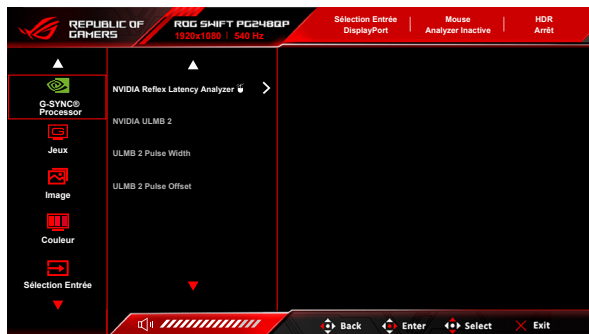 REPUBLIC OF
GAMERS
ROG SWIFT PG248QP
1920x1080 | 540 Hz
Sélection Entrée
DisplayPort
Mouse
Analyzer Inactive
HDR
Arrêt
G-SYNC®
Processor
Jeux
Image
Couleur
Sélection Entrée
NVIDIA Reflex Latency Analyzer
NVIDIA ULMB 2
ULMB 2 Pulse Width
ULMB 2 Pulse Offset
Back
Enter
Select
Exit